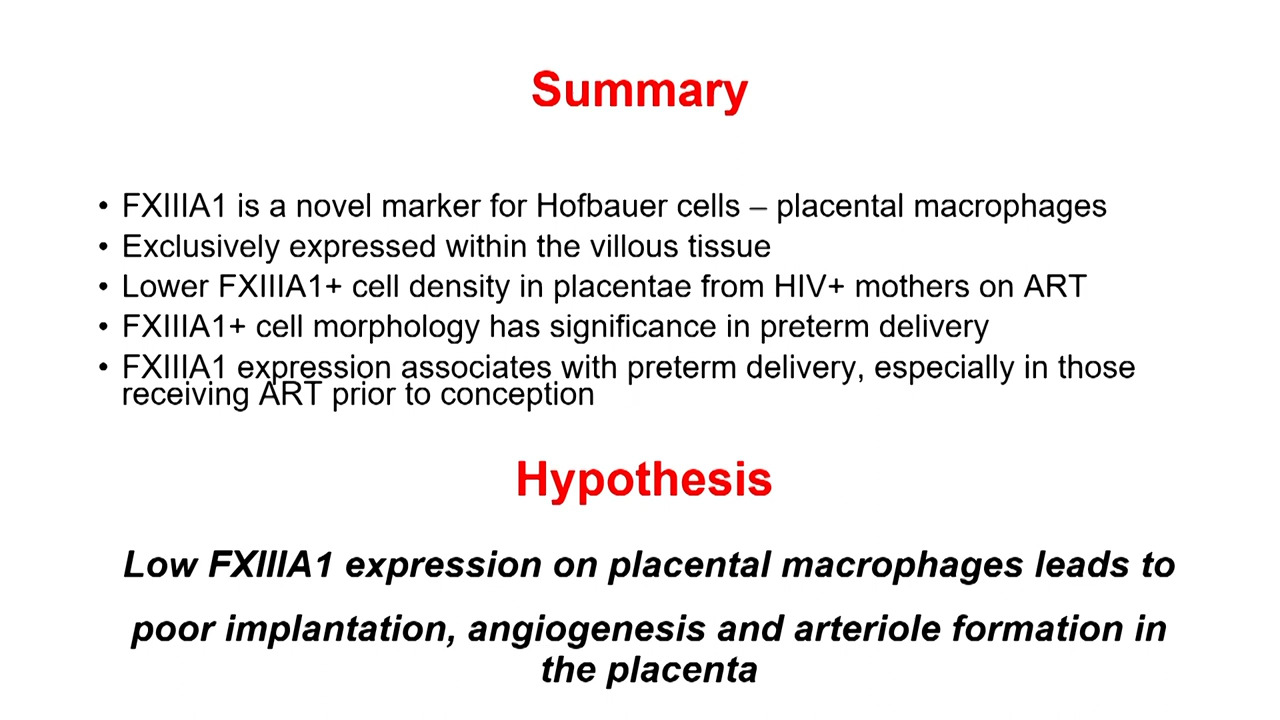 Summary
• FXIIIA1 is a novel marker for Hofbauer cells – placental macrophages
• Exclusively expressed within the villous tissue
• Lower FXIIIA1+ cell density in placentae from HIV+ mothers on ART
• FXIIIA1+ cell morphology has significance in preterm delivery
• FXIIIA1 expression associates with preterm delivery, especially in those
receiving ART prior to conception
Hypothesis
Low FXIIIA1 expression on placental macrophages leads to
poor implantation, angiogenesis and arteriole formation in
the placenta